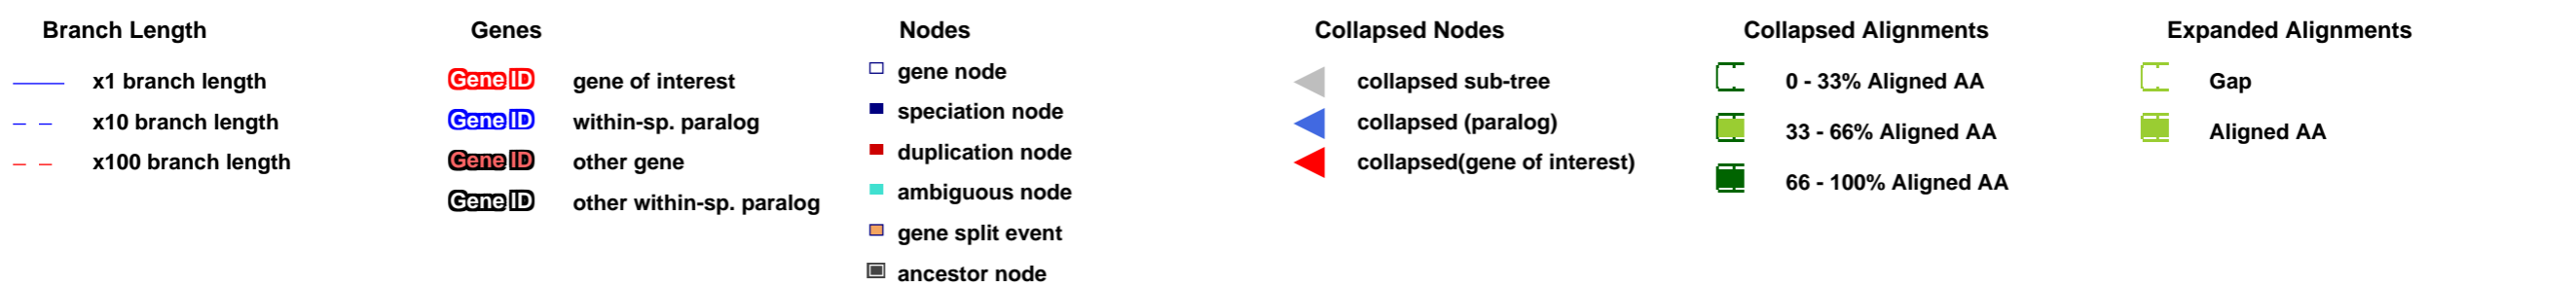 Branch Length
x1 branch length
x10 branch length
x100 branch length
Genes
Gene ID gene of interest
Gene ID within-sp. paralog
Gene ID other gene
Gene ID other within-sp. paralog
Nodes
gene node
speciation node
duplication node
ambiguous node
gene split event
ancestor node
Collapsed Nodes
collapsed sub-tree
collapsed (paralog)
collapsed(gene of interest)
Collapsed Alignments
0 - 33% Aligned AA
33 - 66% Aligned AA
66 - 100% Aligned AA
Expanded Alignments
Gap
Aligned AA